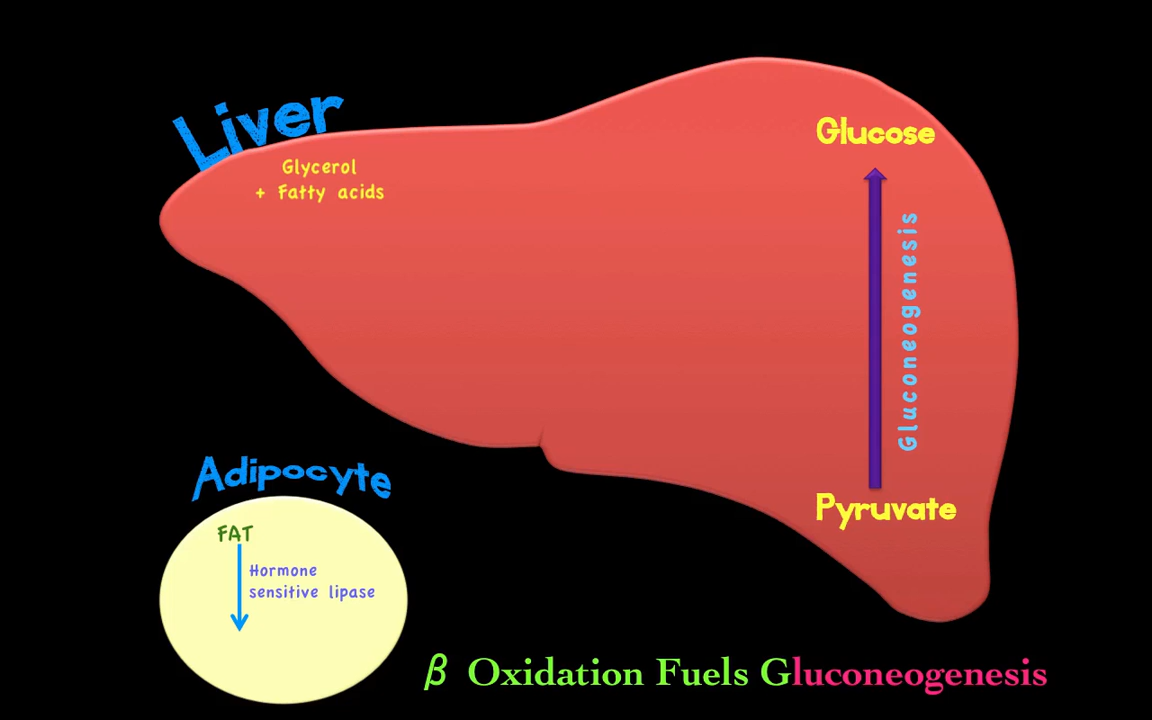 Liver
Glycerol
+ Fatty acids
Glucose
Gluconeogenesis
Pyruvate
Adipocyte
FAT
Hormone
sensitive lipase
β Oxidation Fuels Gluconeogenesis